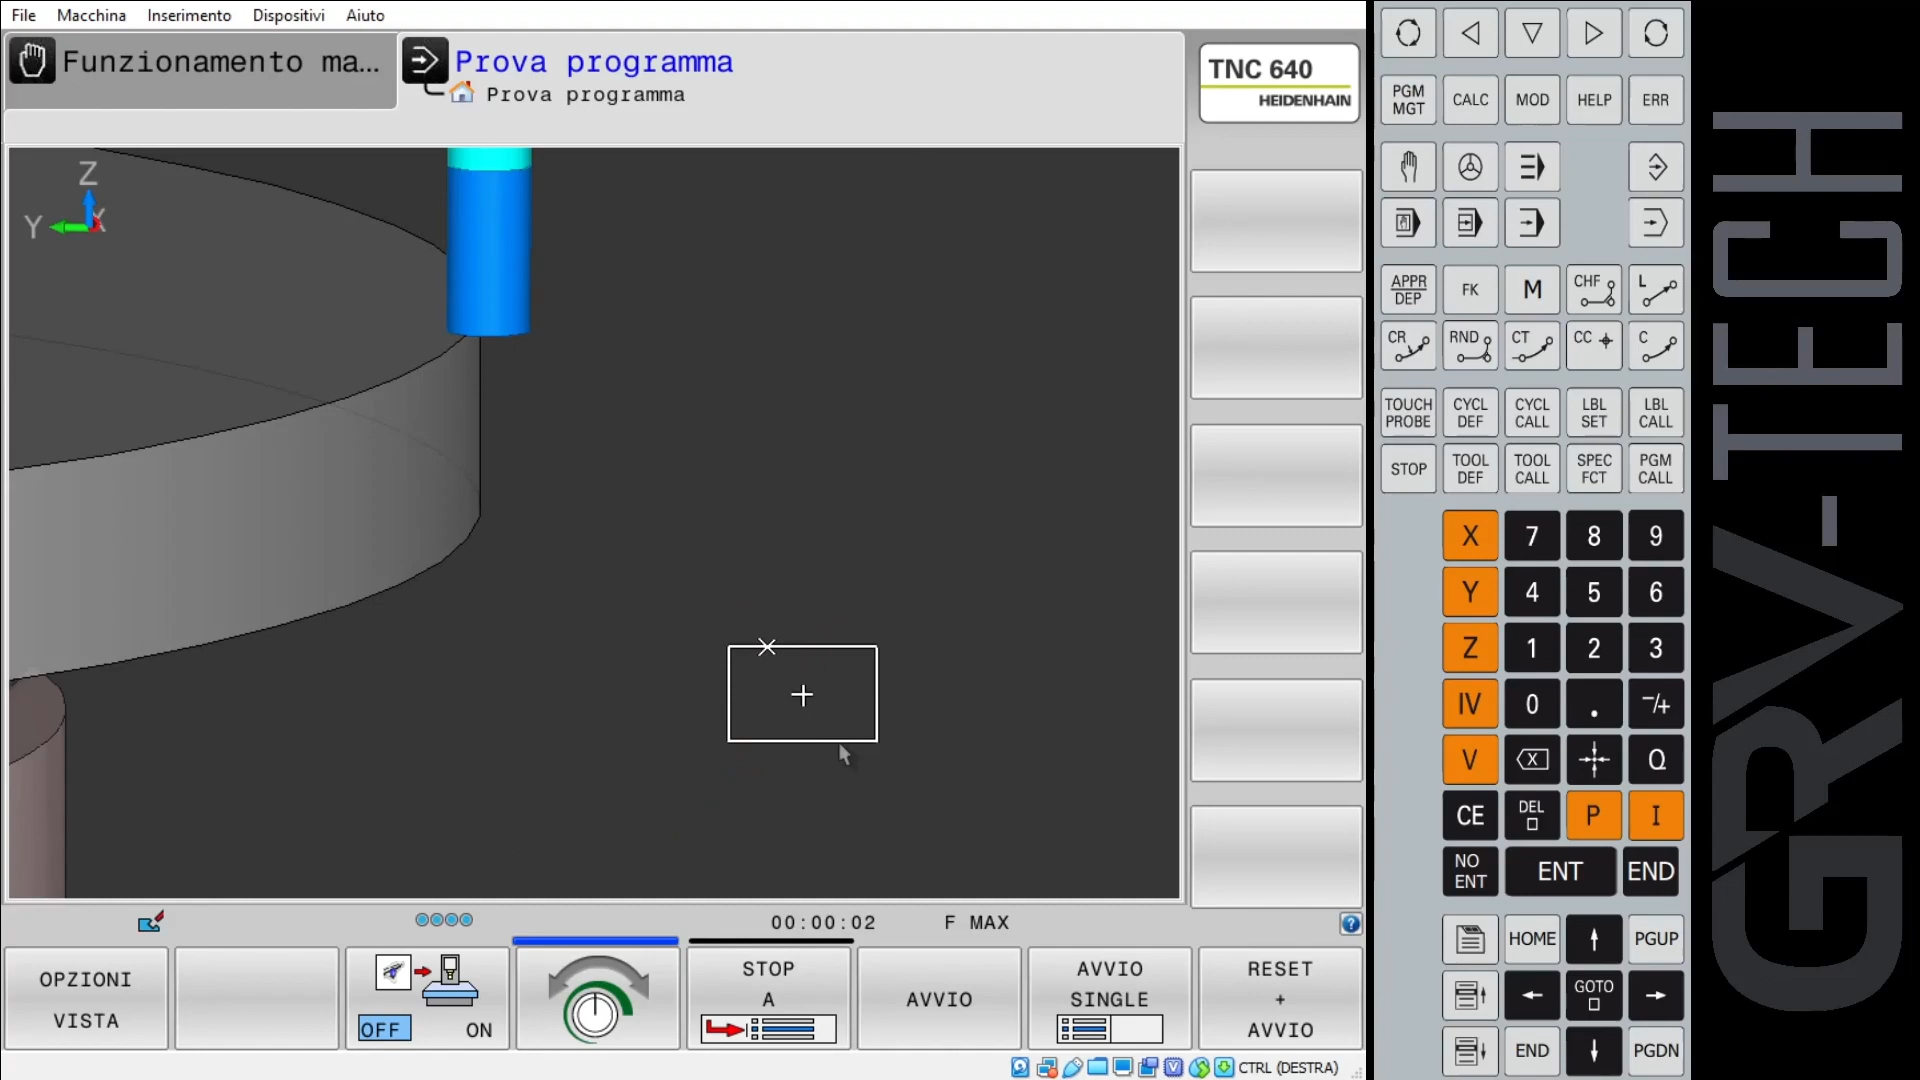 File Macchina Inserimento Dispositivi Aiuto
Funzionamento ma...
Prova programma
Prova programma
TNC 640
HEIDENHAIN
Z
Y
X
00:00:02 F MAX
OPZIONI
VISTA
OFF ON
STOP
A
AVVIO
AVVIO
SINGLE
RESET
+
AVVIO
CTRL (DESTRA)
PGM
MGT
CALC
MOD
HELP
ERR
APPR
DEP
FK
M
CHF
L
CR
RND
CT
CC
C
TOUCH
PROBE
CYCL
DEF
CYCL
CALL
LBL
SET
LBL
CALL
STOP
TOOL
DEF
TOOL
CALL
SPEC
FCT
PGM
CALL
X 7 8 9
Y 4 5 6
Z 1 2 3
IV 0 . -/+
V X Q
CE
DEL
P
I
NO
ENT
ENT
END
HOME
PGUP
GOTO
END
PGDN
GRV-TECH